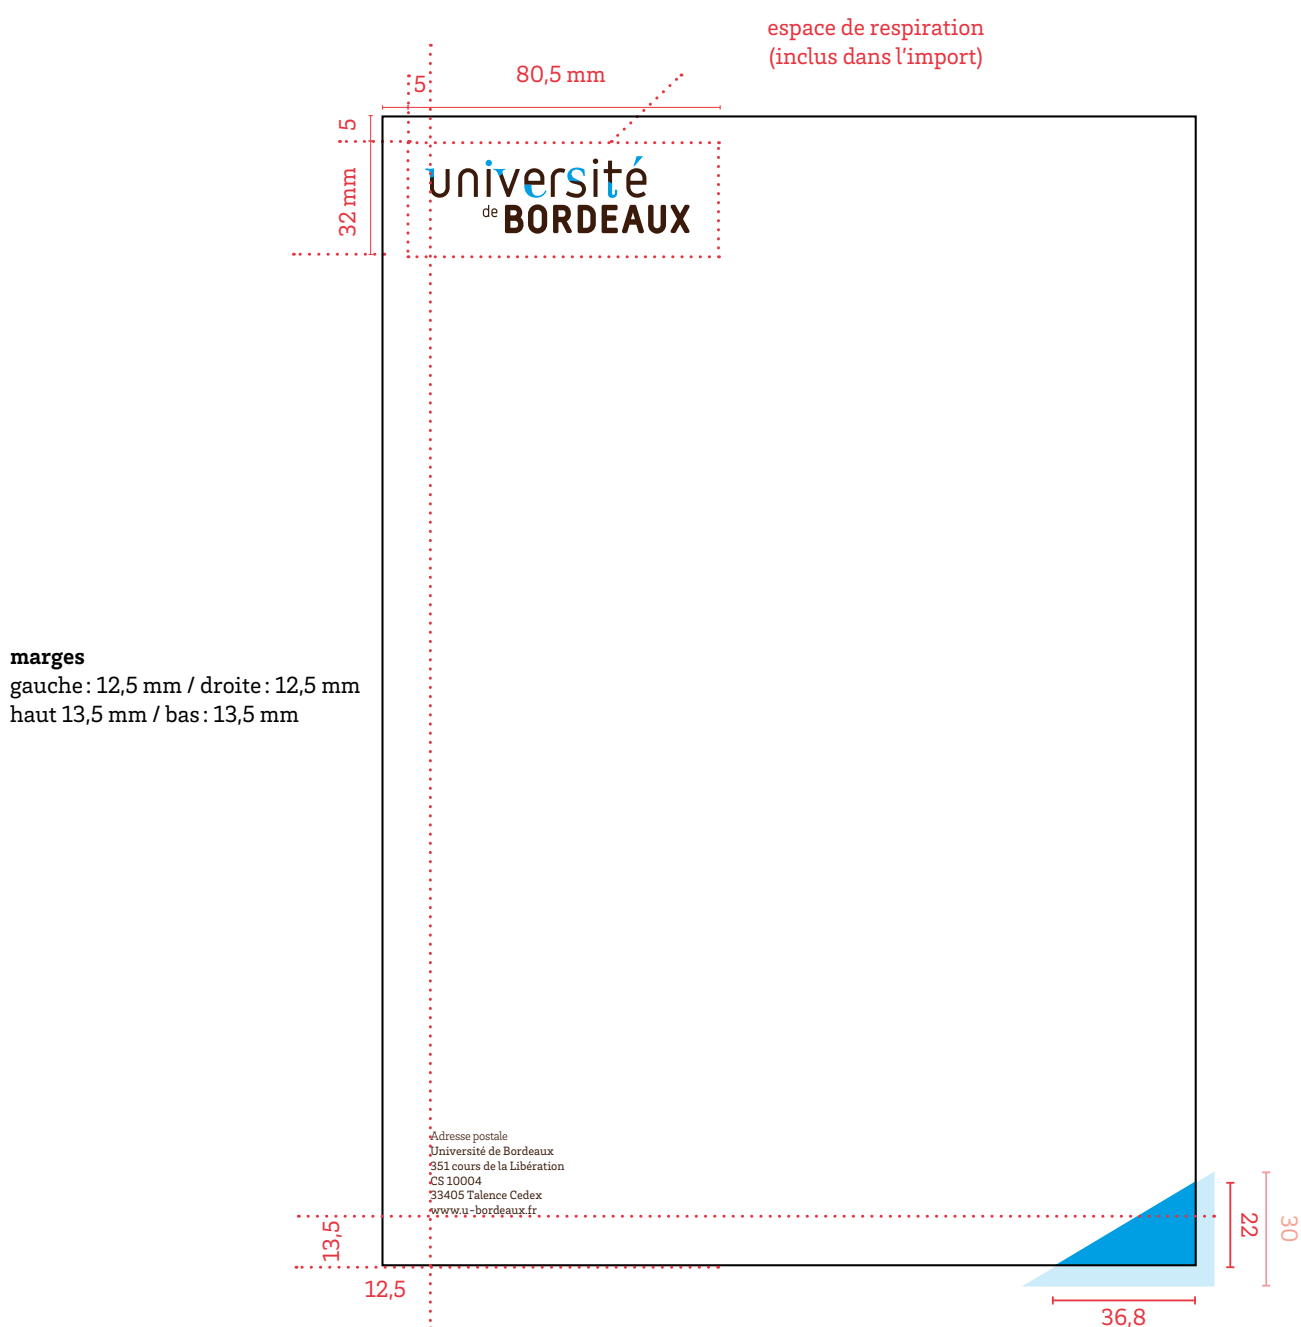 espace de respiration
(inclus dans l'import)
5
80,5 mm
5
32 mm
université
de BORDEAUX
marges
gauche : 12,5 mm / droite : 12,5 mm
haut 13,5 mm / bas : 13,5 mm
Adresse postale
Université de Bordeaux
351 cours de la Libération
CS 10004
33405 Talence Cedex
www.u-bordeaux.fr
13,5
12,5
22
30
36,8